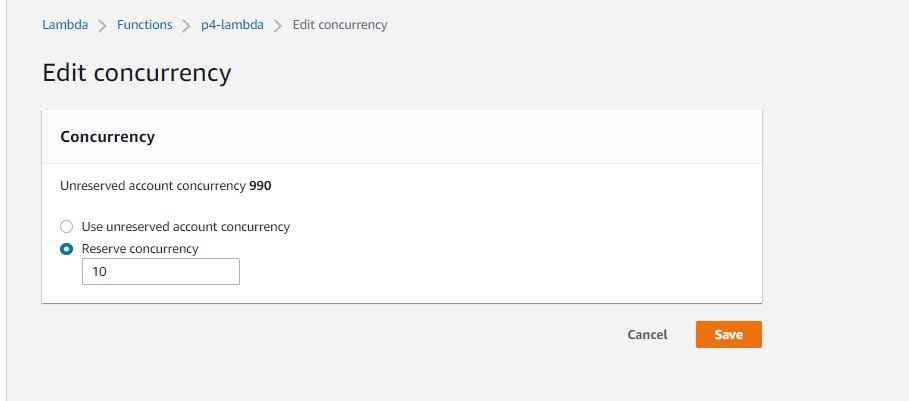 Lambda > Functions > p4-lambda > Edit concurrency
Edit concurrency
Concurrency
Unreserved account concurrency 990
Use unreserved account concurrency
Reserve concurrency
10
Cancel Save